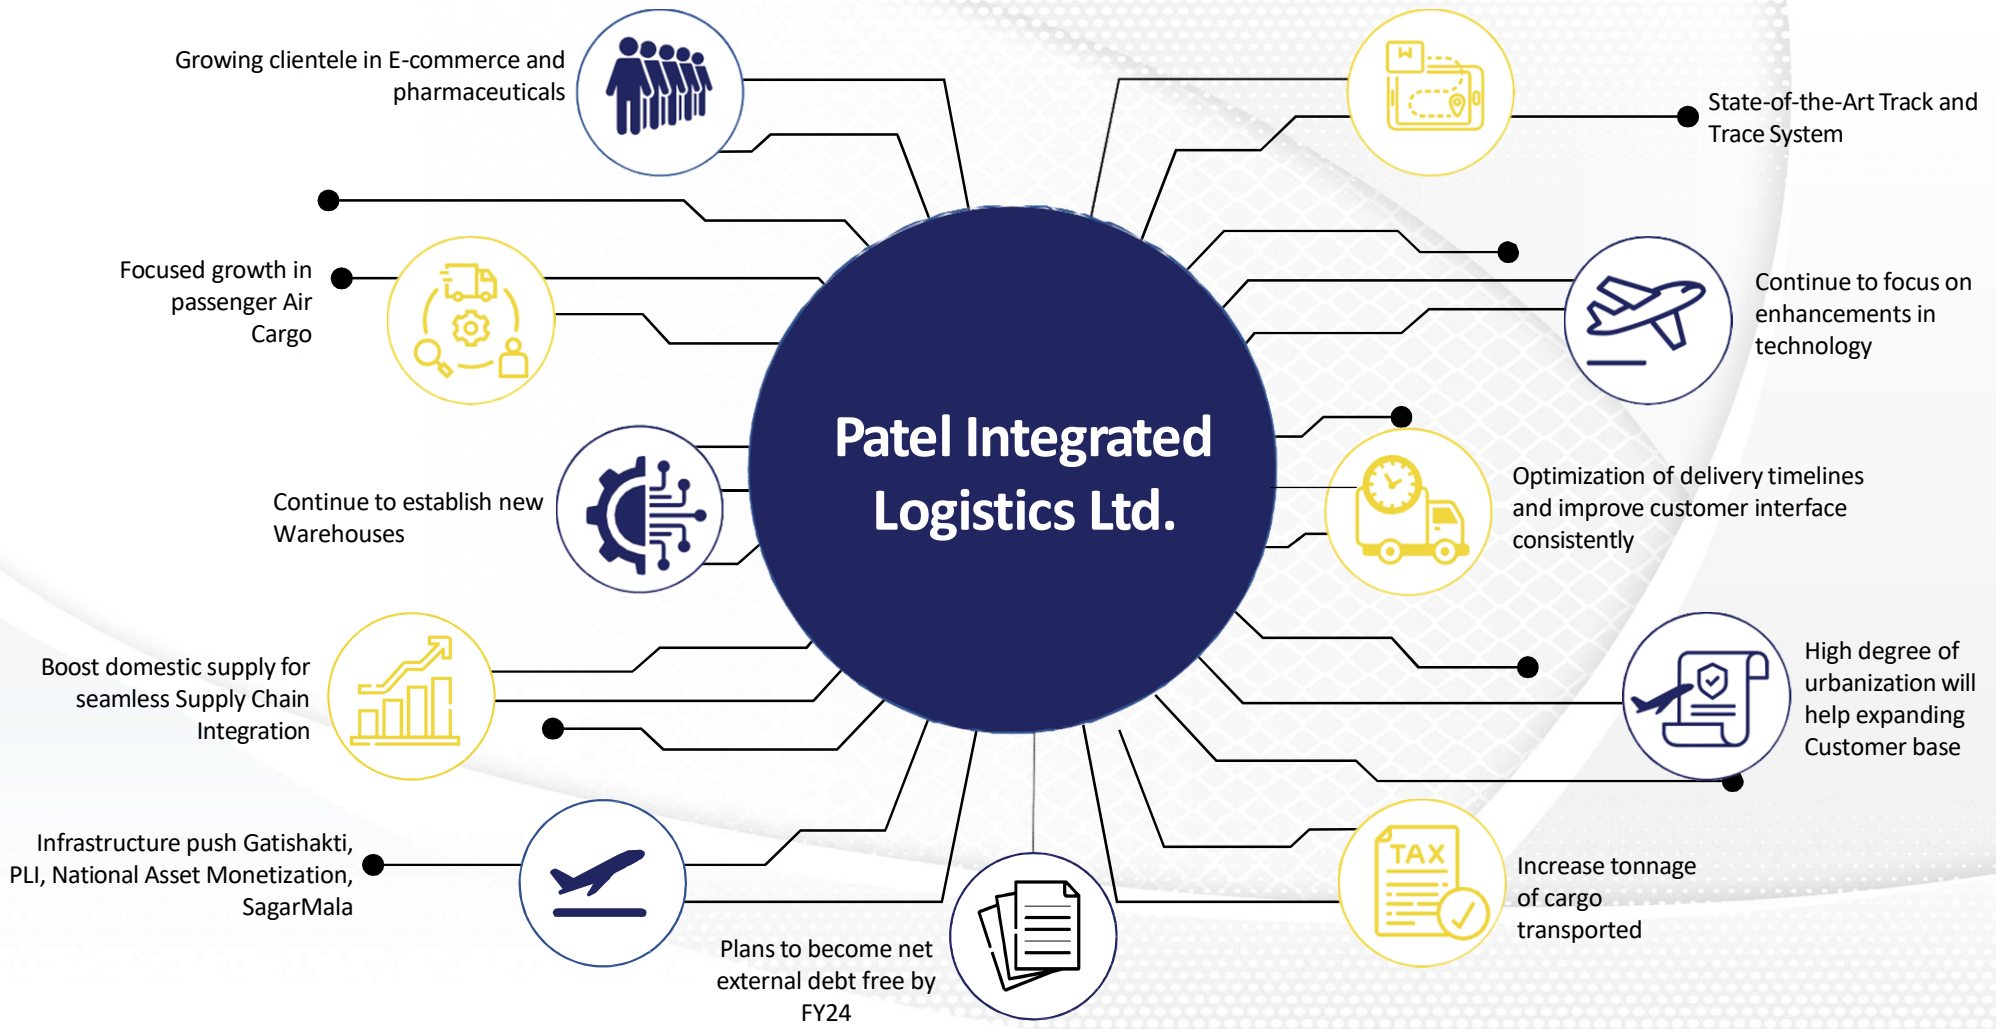 Growing clientele in E-commerce and
pharmaceuticals
State-of-the-Art Track and
Trace System
Focused growth in
passenger Air
Cargo
Continue to focus on
enhancements in
technology
Patel Integrated
Logistics Ltd.
Continue to establish new
Warehouses
Optimization of delivery timelines
and improve customer interface
consistently
Boost domestic supply for
seamless Supply Chain
Integration
High degree of
urbanization will
help expanding
Customer base
Infrastructure push Gatishakti,
PLI, National Asset Monetization,
SagarMala
Plans to become net
external debt free by
FY24
TAX
Increase tonnage
of cargo
transported